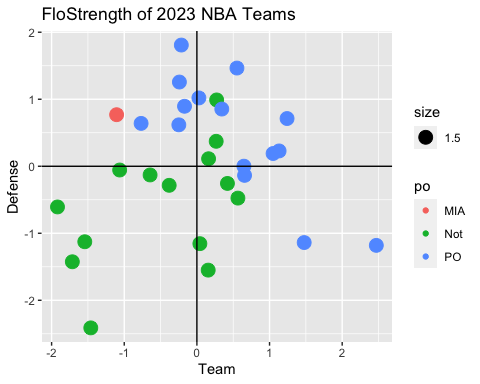 FloStrength of 2023 NBA Teams
2
1
0
-1
-2
Defense
-2
-1
0
1
2
Team
size
1.5
po
MIA
Not
PO